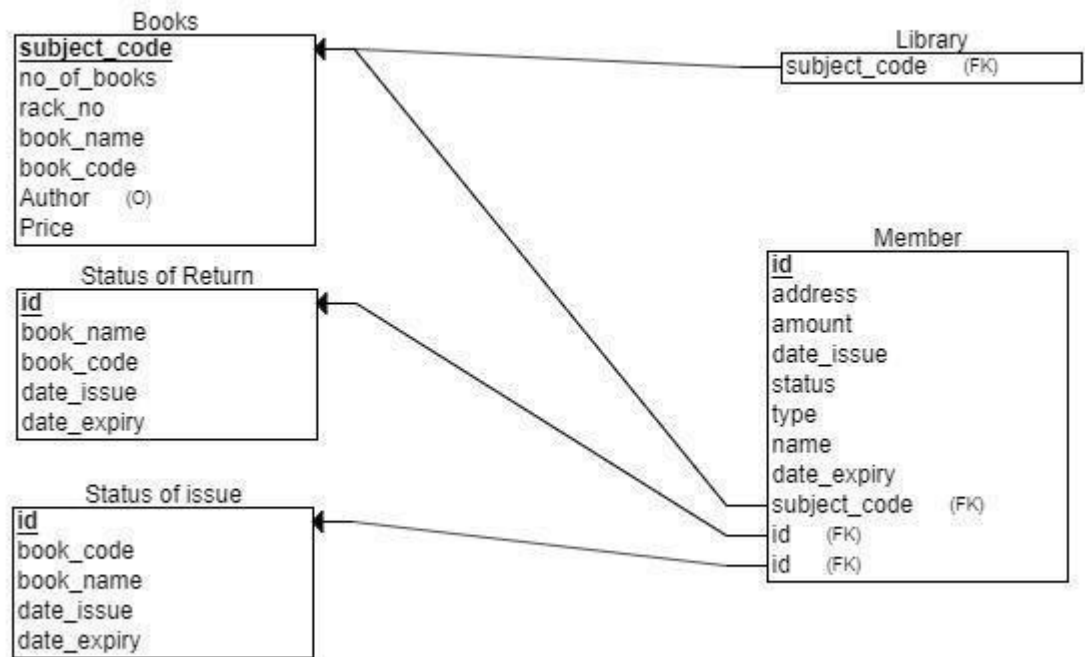 Books
subject_code
no_of_books
rack_no
book_name
book_code
Author (O)
Price
Library
subject_code (FK)
Status of Return
id
book_name
book_code
date_issue
date_expiry
Member
id
address
amount
date_issue
status
type
name
date_expiry
subject_code (FK)
id (FK)
id (FK)
Status of issue
id
book_code
book_name
date_issue
date_expiry